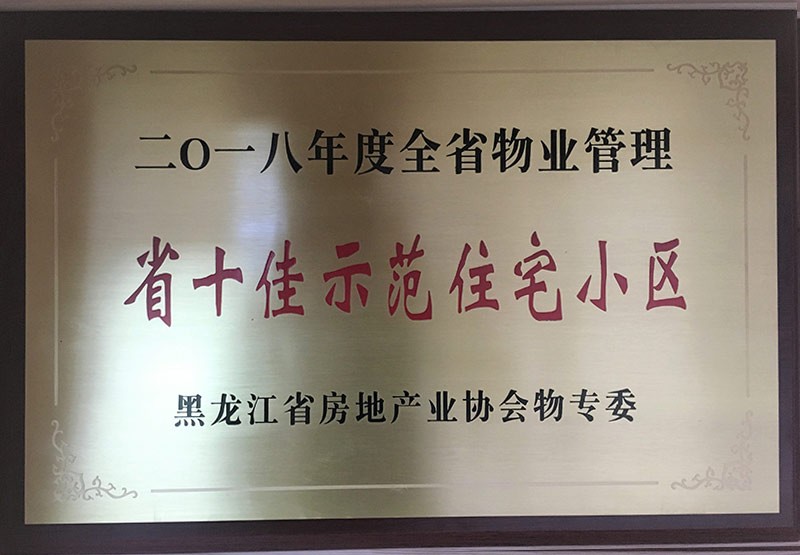 二O一八年度全省物业管理
省十佳示范住宅小区
黑龙江省房地产业协会物专委